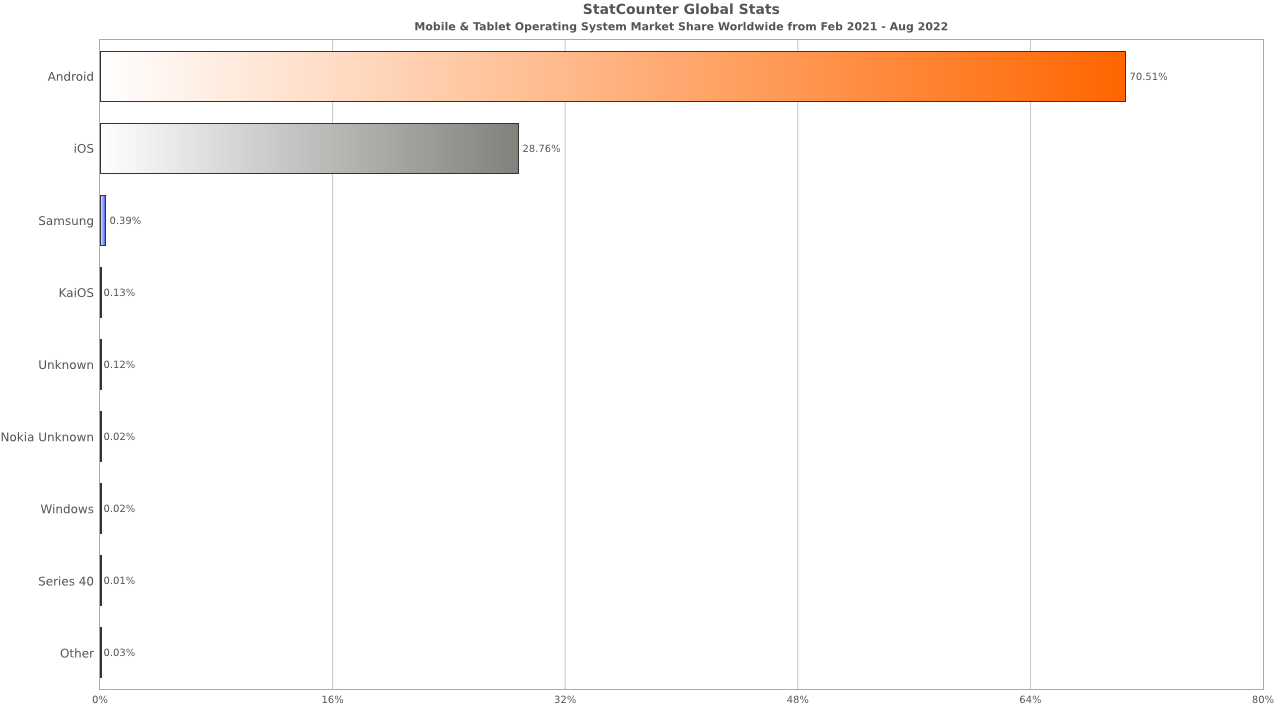 StatCounter Global Stats
Mobile & Tablet Operating System Market Share Worldwide from Feb 2021 - Aug 2022
Android 70.51%
iOS 28.76%
Samsung 0.39%
KaiOS 0.13%
Unknown 0.12%
Nokia Unknown 0.02%
Windows 0.02%
Series 40 0.01%
Other 0.03%
0% 16% 32% 48% 64% 80%